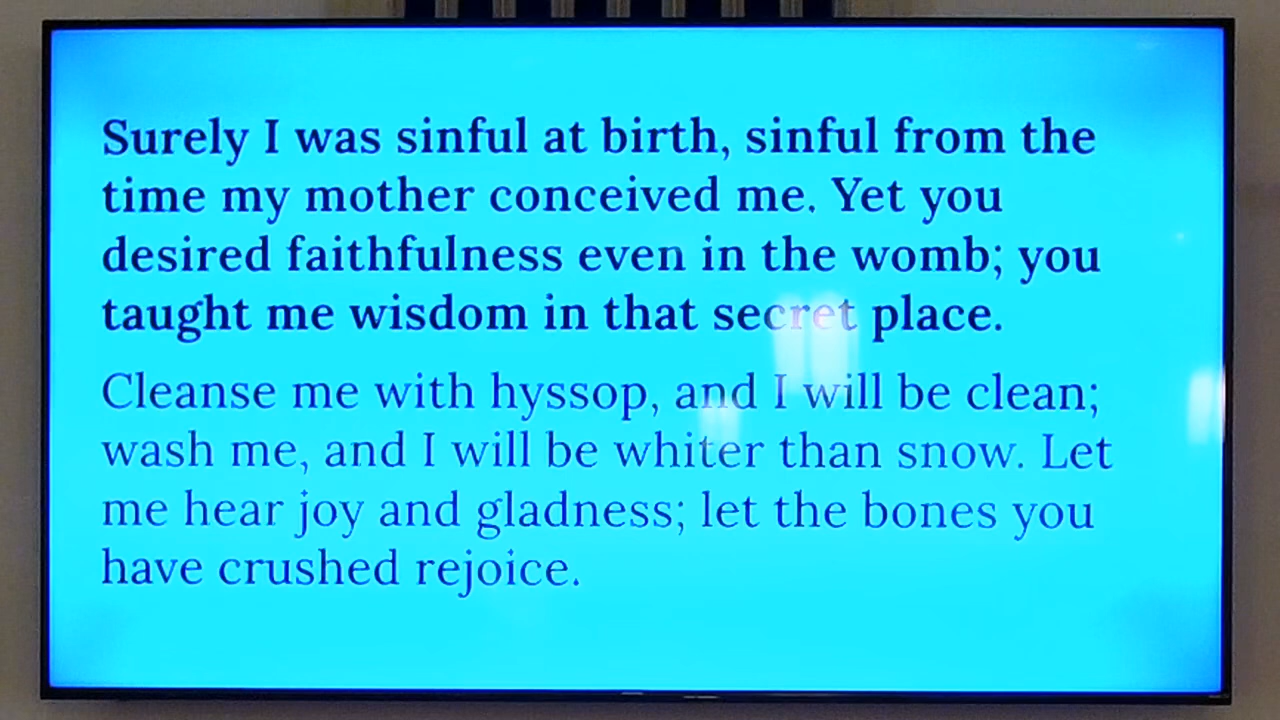 Surely I was sinful at birth, sinful from the
time my mother conceived me. Yet you
desired faithfulness even in the womb; you
taught me wisdom in that secret place.
Cleanse me with hyssop, and I will be clean;
wash me, and I will be whiter than snow. Let
me hear joy and gladness; let the bones you
have crushed rejoice.